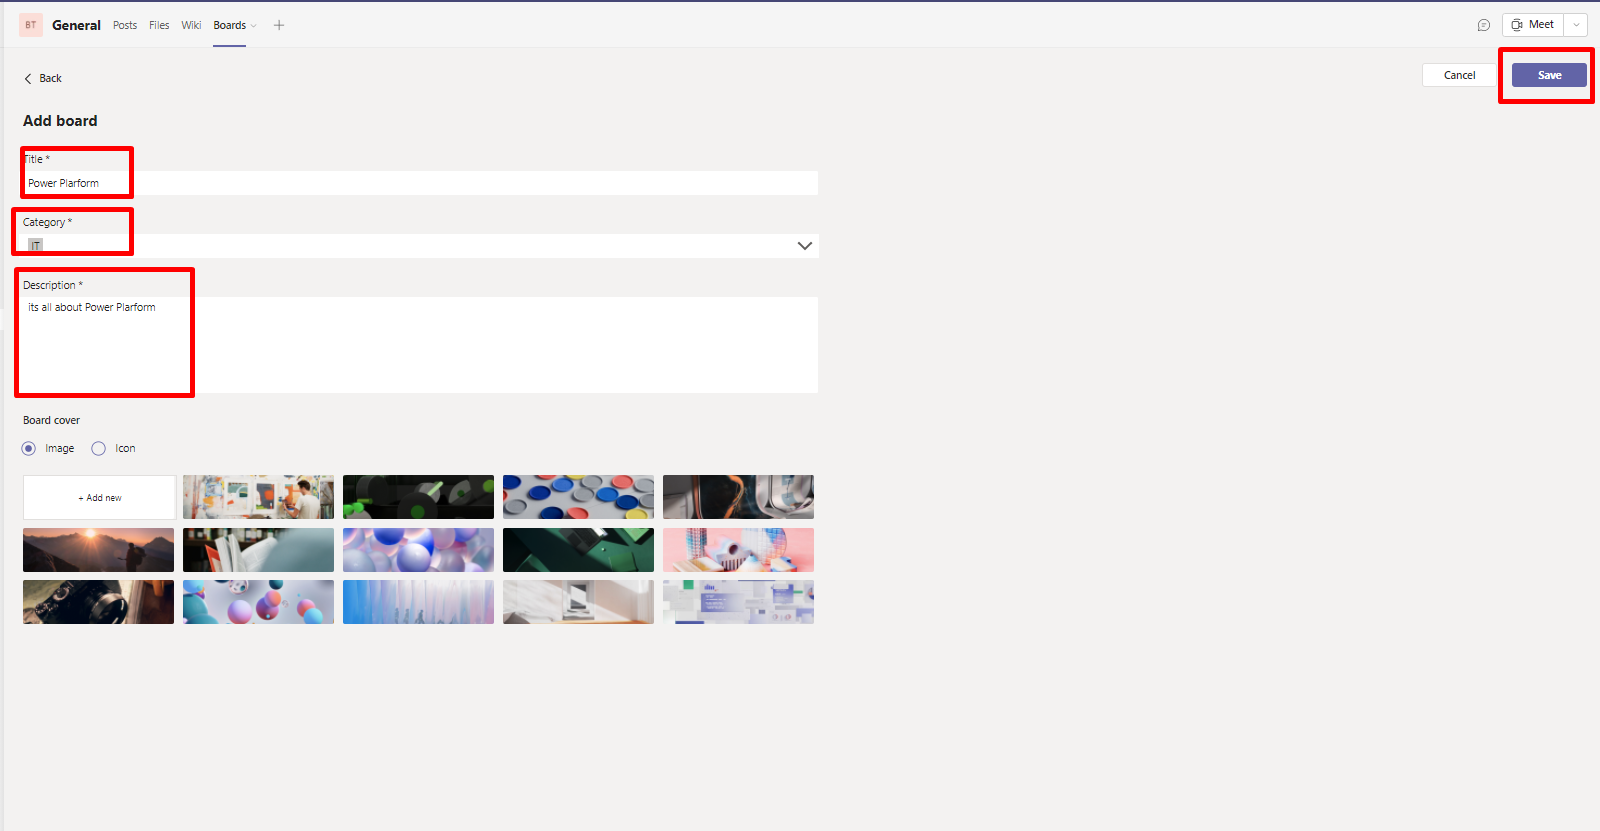 BT General Posts Files Wiki Boards Meet
Back Cancel Save
Add board
Title *
Power Plarform
Category *
IT
Description *
its all about Power Plarform
Board cover
Image Icon
+ Add new